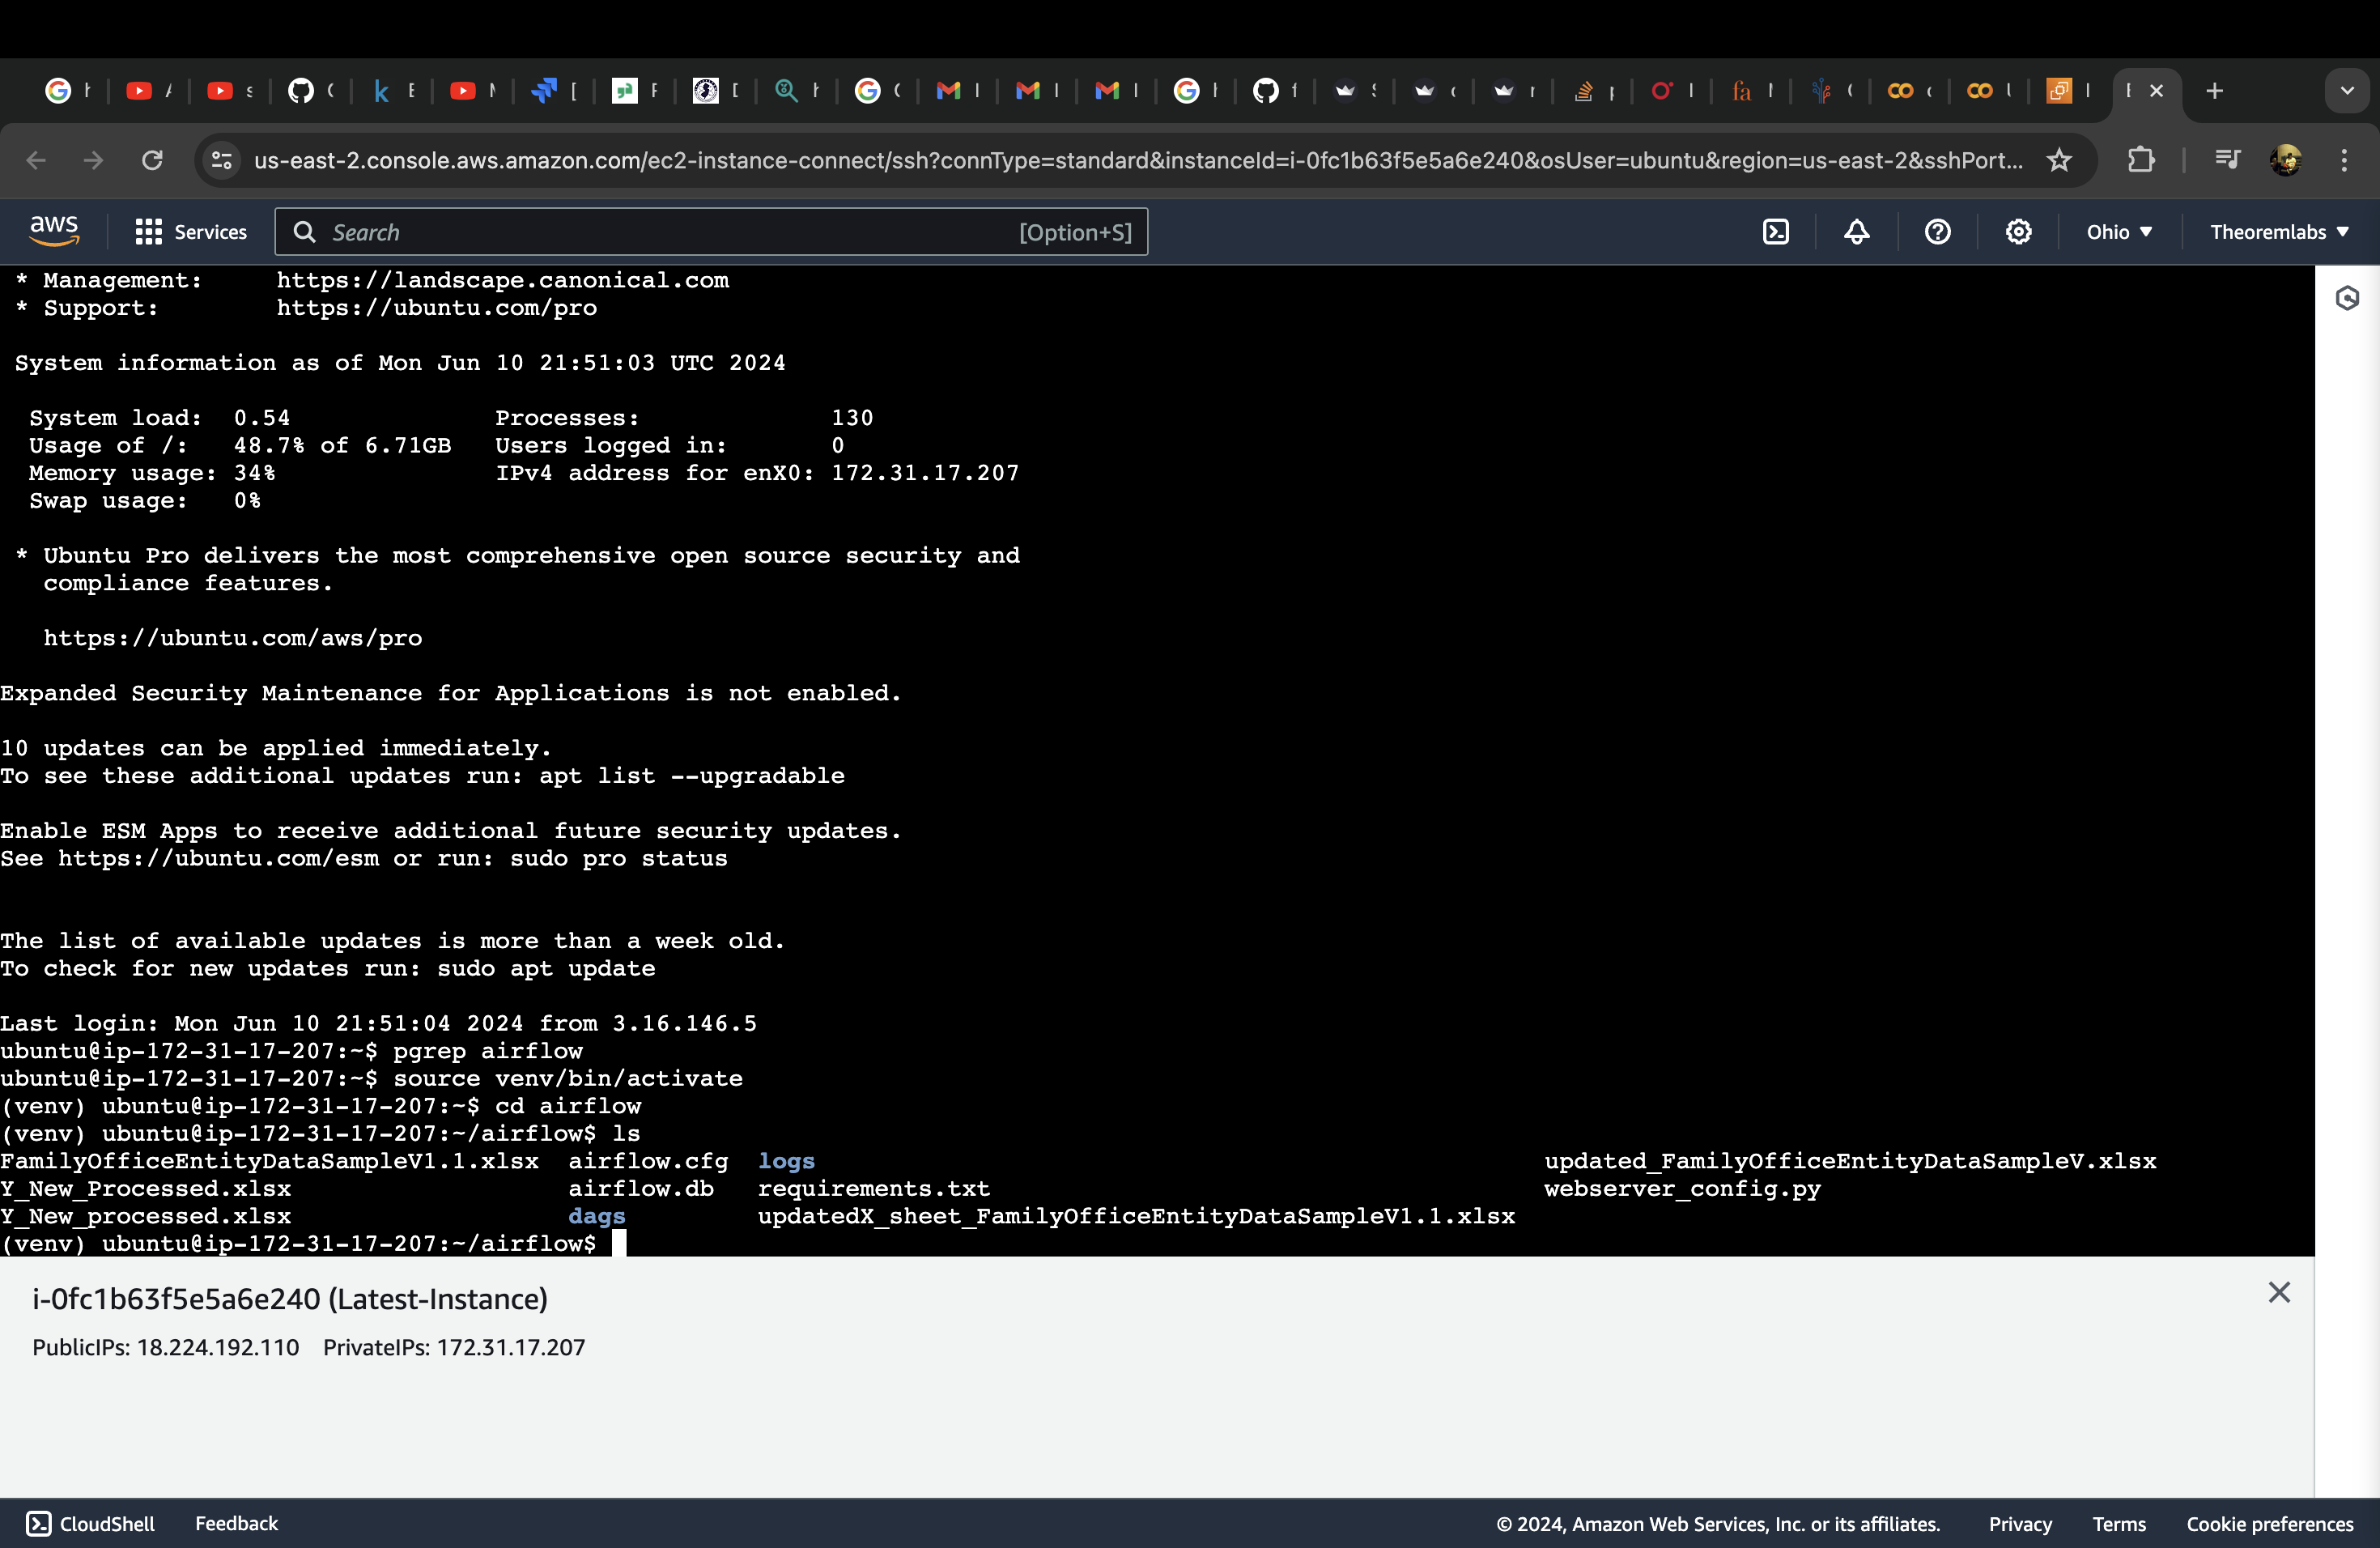 us-east-2.console.aws.amazon.com/ec2-instance-connect/ssh?connType=standard&instanceId=i-0fc1b63f5e5a6e240&osUser=ubuntu&region=us-east-2&sshPort...
aws Services Search [Option+S] Ohio Theoremlabs
* Management: https://landscape.canonical.com
* Support: https://ubuntu.com/pro
System information as of Mon Jun 10 21:51:03 UTC 2024
System load: 0.54 Processes: 130
Usage of /: 48.7% of 6.71GB Users logged in: 0
Memory usage: 34% IPv4 address for enX0: 172.31.17.207
Swap usage: 0%
* Ubuntu Pro delivers the most comprehensive open source security and
compliance features.
https://ubuntu.com/aws/pro
Expanded Security Maintenance for Applications is not enabled.
10 updates can be applied immediately.
To see these additional updates run: apt list --upgradable
Enable ESM Apps to receive additional future security updates.
See https://ubuntu.com/esm or run: sudo pro status
The list of available updates is more than a week old.
To check for new updates run: sudo apt update
Last login: Mon Jun 10 21:51:04 2024 from 3.16.146.5
ubuntu@ip-172-31-17-207:~$ pgrep airflow
ubuntu@ip-172-31-17-207:~$ source venv/bin/activate
(venv) ubuntu@ip-172-31-17-207:~$ cd airflow
(venv) ubuntu@ip-172-31-17-207:~/airflow$ ls
FamilyOfficeEntityDataSampleV1.1.xlsx airflow.cfg logs updated_FamilyOfficeEntityDataSampleV.xlsx
Y_New_Processed.xlsx airflow.db requirements.txt webserver_config.py
Y_New_processed.xlsx dags updatedX_sheet_FamilyOfficeEntityDataSampleV1.1.xlsx
(venv) ubuntu@ip-172-31-17-207:~/airflow$
i-0fc1b63f5e5a6e240 (Latest-Instance)
PublicIPs: 18.224.192.110 PrivateIPs: 172.31.17.207
CloudShell Feedback © 2024, Amazon Web Services, Inc. or its affiliates. Privacy Terms Cookie preferences